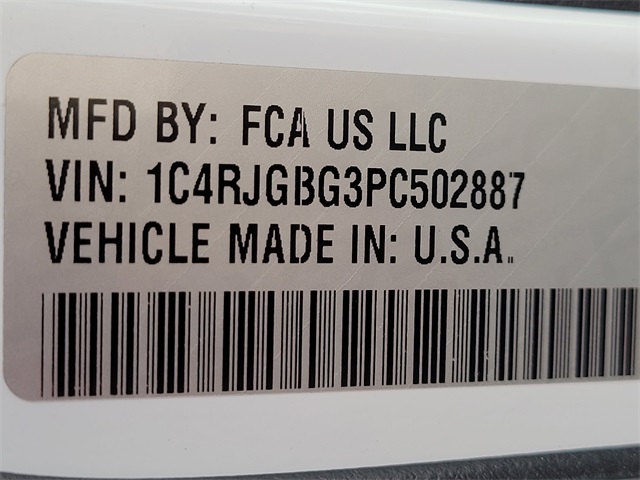 MFD BY: FCA US LLC
VIN: 1C4RJGBG3PC502887
VEHICLE MADE IN: U.S.A.